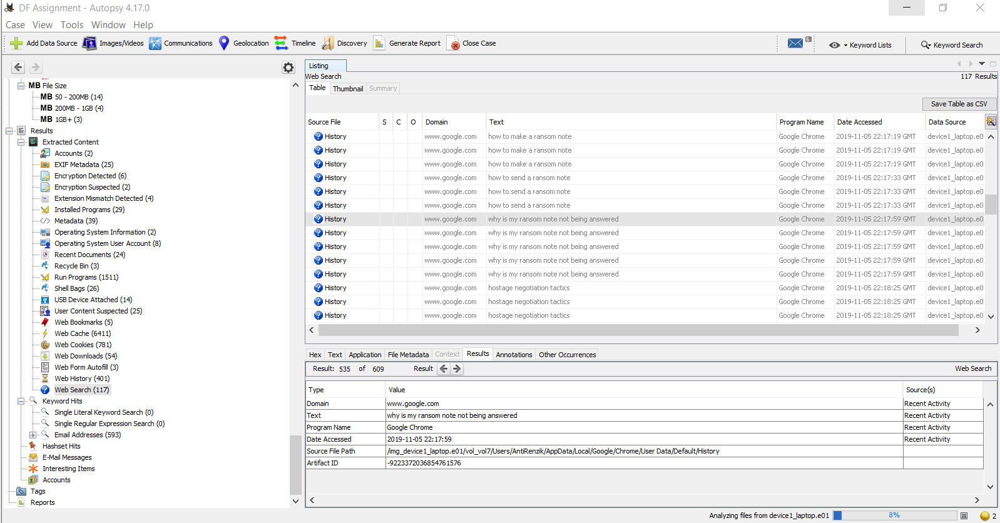 DF Assignment - Autopsy 4.17.0
Case View Tools Window Help
Add Data Source Images/Videos Communications Geolocation Timeline Discovery Generate Report Close Case 6 Keyword Lists Keyword Search
MB File Size
MB 50 - 200MB (14)
MB 200MB - 1GB (4)
MB 1GB+ (3)
Results
Extracted Content
Accounts (2)
EXIF Metadata (25)
Encryption Detected (6)
Encryption Suspected (2)
Extension Mismatch Detected (4)
Installed Programs (29)
Metadata (39)
Operating System Information (2)
Operating System User Account (8)
Recent Documents (24)
Recycle Bin (3)
Run Programs (1511)
Shell Bags (26)
USB Device Attached (14)
User Content Suspected (25)
Web Bookmarks (5)
Web Cache (6411)
Web Cookies (781)
Web Downloads (54)
Web Form Autofill (3)
Web History (401)
Web Search (117)
Keyword Hits
Single Literal Keyword Search (0)
Single Regular Expression Search (0)
Email Addresses (593)
Hashset Hits
E-Mail Messages
Interesting Items
Accounts
Tags
Reports
Listing
Web Search 117 Results
Table Thumbnail Summary
Save Table as CSV
Source File S C O Domain Text Program Name Date Accessed Data Source
History www.google.com how to make a ransom note Google Chrome 2019-11-05 22:17:19 GMT device1_laptop.e0
History www.google.com how to make a ransom note Google Chrome 2019-11-05 22:17:19 GMT device1_laptop.e0
History www.google.com how to make a ransom note Google Chrome 2019-11-05 22:17:19 GMT device1_laptop.e0
History www.google.com how to send a ransom note Google Chrome 2019-11-05 22:17:33 GMT device1_laptop.e0
History www.google.com how to send a ransom note Google Chrome 2019-11-05 22:17:33 GMT device1_laptop.e0
History www.google.com how to send a ransom note Google Chrome 2019-11-05 22:17:33 GMT device1_laptop.e0
History www.google.com why is my ransom note not being answered Google Chrome 2019-11-05 22:17:59 GMT device1_laptop.e0
History www.google.com why is my ransom note not being answered Google Chrome 2019-11-05 22:17:59 GMT device1_laptop.e0
History www.google.com why is my ransom note not being answered Google Chrome 2019-11-05 22:17:59 GMT device1_laptop.e0
History www.google.com why is my ransom note not being answered Google Chrome 2019-11-05 22:17:59 GMT device1_laptop.e0
History www.google.com why is my ransom note not being answered Google Chrome 2019-11-05 22:17:59 GMT device1_laptop.e0
History www.google.com hostage negotiation tactics Google Chrome 2019-11-05 22:18:25 GMT device1_laptop.e0
History www.google.com hostage negotiation tactics Google Chrome 2019-11-05 22:18:25 GMT device1_laptop.e0
History www.google.com hostage negotiation tactics Google Chrome 2019-11-05 22:18:25 GMT device1_laptop.e0
Hex Text Application File Metadata Context Results Annotations Other Occurrences
Result: 535 of 609 Result Web Search
Type Value Source(s)
Domain www.google.com Recent Activity
Text why is my ransom note not being answered Recent Activity
Program Name Google Chrome Recent Activity
Date Accessed 2019-11-05 22:17:59 Recent Activity
Source File Path /img_device1_laptop.e01/vol_vol7/Users/AntiRenzik/AppData/Local/Google/Chrome/User Data/Default/History
Artifact ID -9223372036854761576
Analyzing files from device1_laptop.e01 8% 2